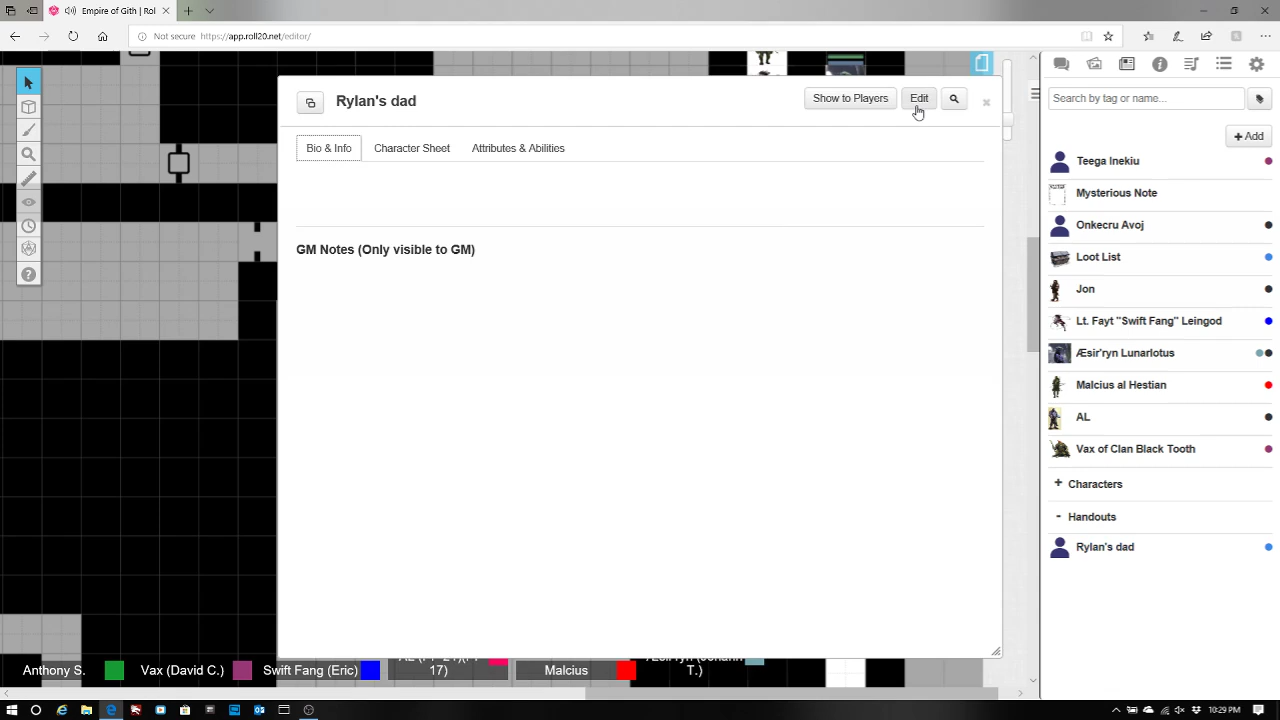 Empire of Gith | Rol
Not secure https://app.roll20.net/editor/
Rylan's dad
Show to Players
Edit
Bio & Info
Character Sheet
Attributes & Abilities
GM Notes (Only visible to GM)
Search by tag or name...
+ Add
Teega Inekiu
Mysterious Note
Onkecru Avoj
Loot List
Jon
Lt. Fayt "Swift Fang" Leingod
Æsir'ryn Lunarlotus
Malcius al Hestian
AL
Vax of Clan Black Tooth
+ Characters
- Handouts
Rylan's dad
Anthony S.
Vax (David C.)
Swift Fang (Eric)
17)
Malcius
T.)
10:29 PM